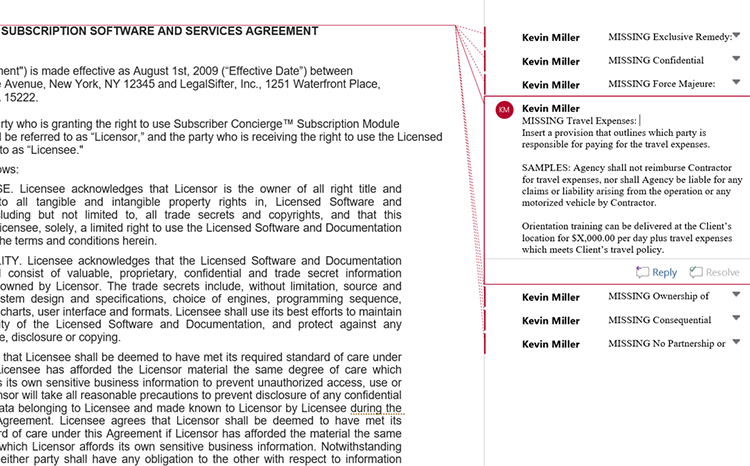 SUBSCRIPTION SOFTWARE AND SERVICES AGREEMENT
ment") is made effective as August 1st, 2009 ("Effective Date") between
e Avenue, New York, NY 12345 and LegalSifter, Inc., 1251 Waterfront Place,
15222.
rty who is granting the right to use Subscriber Concierge™ Subscription Module
l be referred to as “Licensor,” and the party who is receiving the right to use the Licensed
to as “Licensee."
ows:
SE. Licensee acknowledges that Licensor is the owner of all right title and
to all tangible and intangible property rights in, Licensed Software and
cluding but not limited to, all trade secrets and copyrights, and that this
icensee, solely, a limited right to use the Licensed Software and Documentation
he terms and conditions herein.
LITY. Licensee acknowledges that the Licensed Software and Documentation
l consist of valuable, proprietary, confidential and trade secret information
owned by Licensor. The trade secrets include, without limitation, source and
stem design and specifications, choice of engines, programming sequence,
charts, user interface and formats. Licensee shall use its best efforts to maintain
ity of the Licensed Software and Documentation, and protect against any
e, disclosure or copying.
that Licensee shall be deemed to have met its required standard of care under
icensee has afforded the Licensor material the same degree of care which
s its own sensitive business information to prevent unauthorized access, use or
nsor will take all reasonable precautions to prevent disclosure of any confidential
ata belonging to Licensee and made known to Licensor by Licensee during the
Agreement. Licensee agrees that Licensor shall be deemed to have met its
rd of care under this Agreement if Licensor has afforded the material the same
which Licensor affords its own sensitive business information. Notwithstanding
either party shall have any obligation to the other with respect to information
Kevin Miller MISSING Exclusive Remedy:
Kevin Miller MISSING Confidential
Kevin Miller MISSING Force Majeure:
KM Kevin Miller
MISSING Travel Expenses:
Insert a provision that outlines which party is
responsible for paying for the travel expenses.
SAMPLES: Agency shall not reimburse Contractor
for travel expenses, nor shall Agency be liable for any
claims or liability arising from the operation or any
motorized vehicle by Contractor.
Orientation training can be delivered at the Client’s
location for $X,000.00 per day plus travel expenses
which meets Client’s travel policy.
Reply Resolve
Kevin Miller MISSING Ownership of
Kevin Miller MISSING Consequential
Kevin Miller MISSING No Partnership or